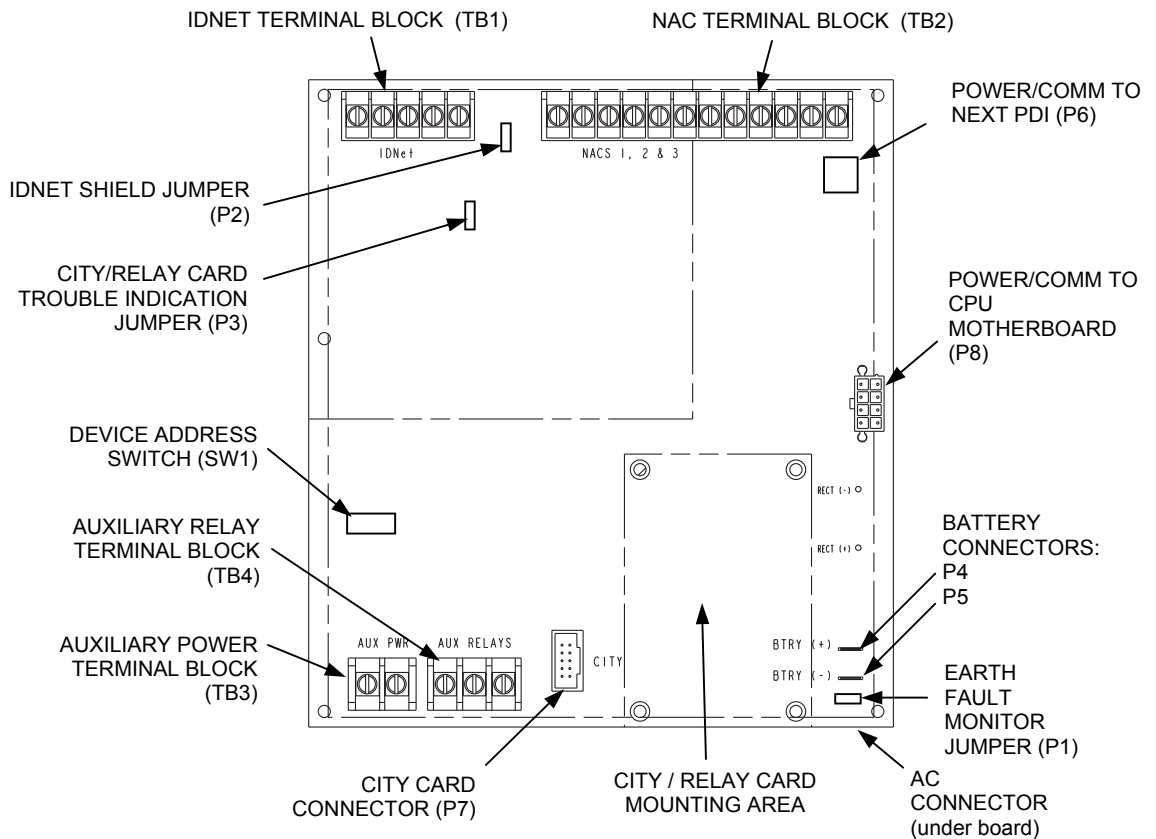 IDNET TERMINAL BLOCK (TB1)
NAC TERMINAL BLOCK (TB2)
POWER/COMM TO
NEXT PDI (P6)
IDNet
NACS 1, 2 & 3
IDNET SHIELD JUMPER
(P2)
CITY/RELAY CARD
TROUBLE INDICATION
JUMPER (P3)
POWER/COMM TO
CPU
MOTHERBOARD
(P8)
DEVICE ADDRESS
SWITCH (SW1)
RECT (-)
AUXILIARY RELAY
TERMINAL BLOCK
(TB4)
RECT (+)
BATTERY
CONNECTORS:
P4
P5
AUXILIARY POWER
TERMINAL BLOCK
(TB3)
AUX PWR
AUX RELAYS
CITY
BTRY (+)
BTRY (-)
EARTH
FAULT
MONITOR
JUMPER (P1)
CITY CARD
CONNECTOR (P7)
CITY / RELAY CARD
MOUNTING AREA
AC
CONNECTOR
(under board)